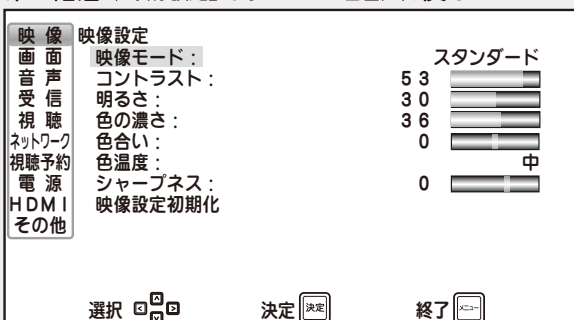 映像 映像設定
画面 映像モード： スタンダード
音声 コントラスト： 53
受信 明るさ： 30
視聴 色の濃さ： 36
ネットワーク 色合い： 0
視聴予約 色温度： 中
電源 シャープネス： 0
HDMI 映像設定初期化
その他
選択 決定 決定 終了 メニュー